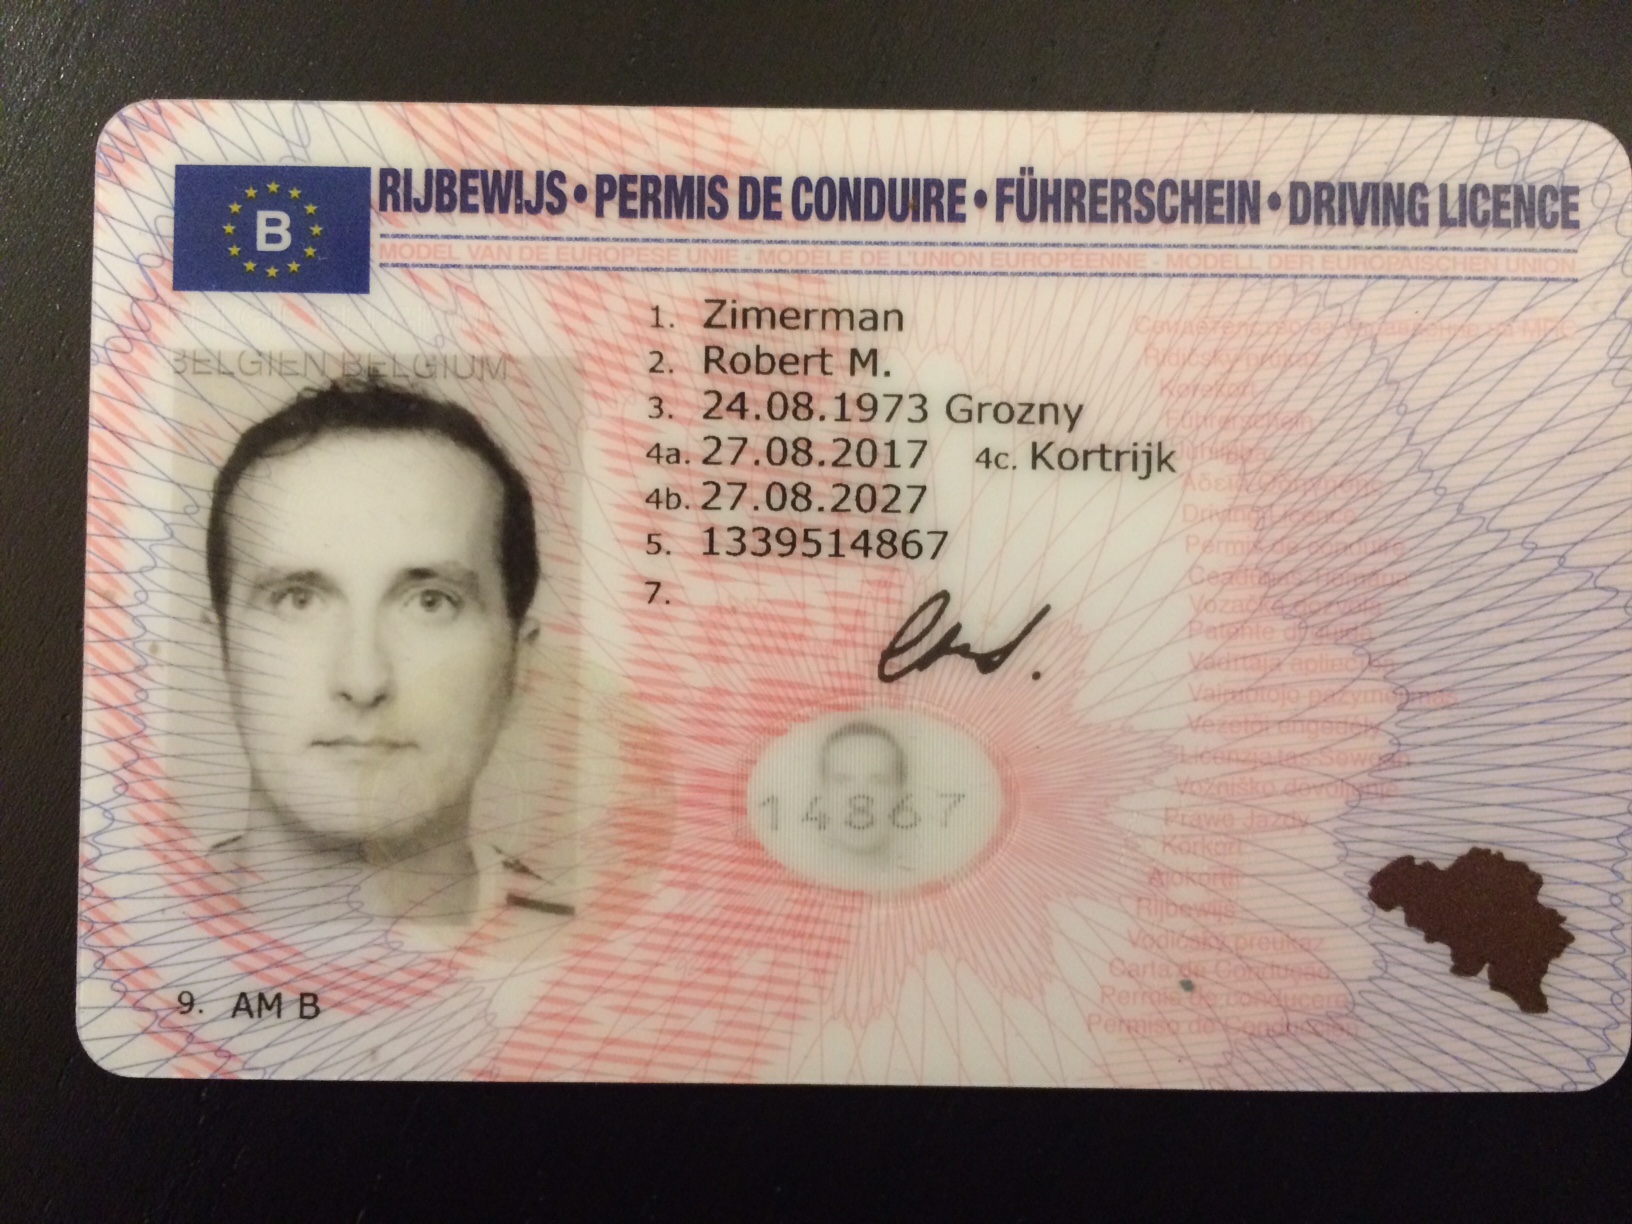 B
RIJBEWIJS • PERMIS DE CONDUIRE • FÜHRERSCHEIN • DRIVING LICENCE
MODEL VAN DE EUROPESE UNIE - MODELE DE L'UNION EUROPEENNE - MODELL DER EUROPÄISCHEN UNION
BELGIEN BELGIUM
1. Zimerman
2. Robert M.
3. 24.08.1973 Grozny
4a. 27.08.2017 4c. Kortrijk
4b. 27.08.2027
5. 1339514867
7.
14867
9. AM B